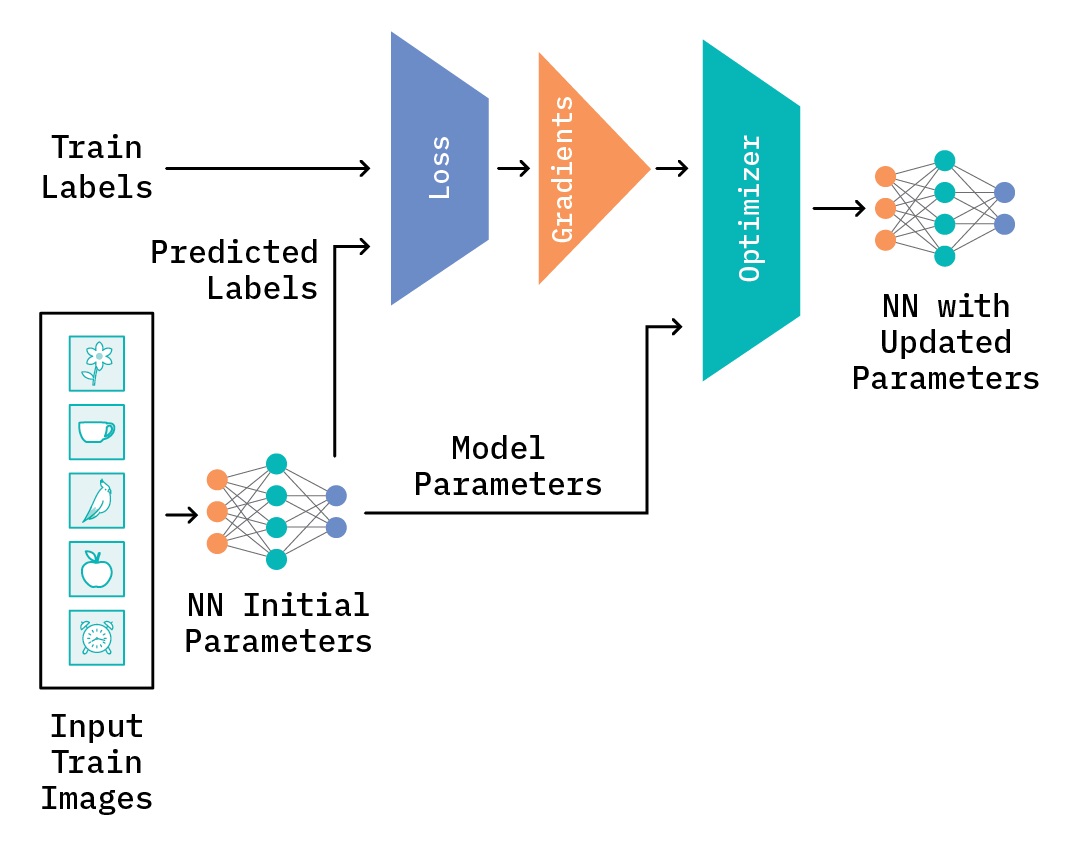 Train
Labels
Predicted
Labels
Loss
Gradients
Optimizer
NN with
Updated
Parameters
Model
Parameters
NN Initial
Parameters
Input
Train
Images